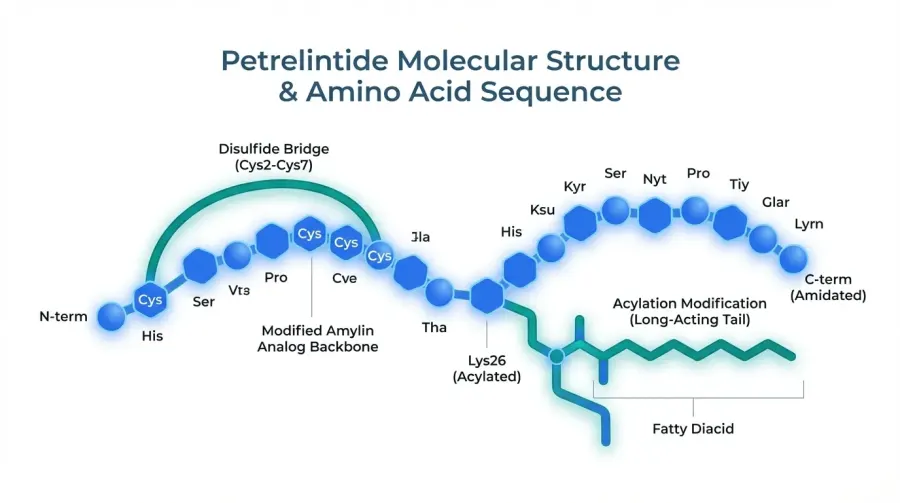 Petrelintide Molecular Structure
& Amino Acid Sequence
Disulfide Bridge
(Cys2-Cys7)
N-term
Cys
His
Ser
Pro
Cys
Cys
Cve
Cys
Tha
Modified Amylin
Analog Backbone
Lys26
(Acylated)
His
Ksu
Kyr
Ser
Nyt
Pro
Tiy
Glar
Lyrn
C-term
(Amidated)
Acylation Modification
(Long-Acting Tail)
Fatty Diacid